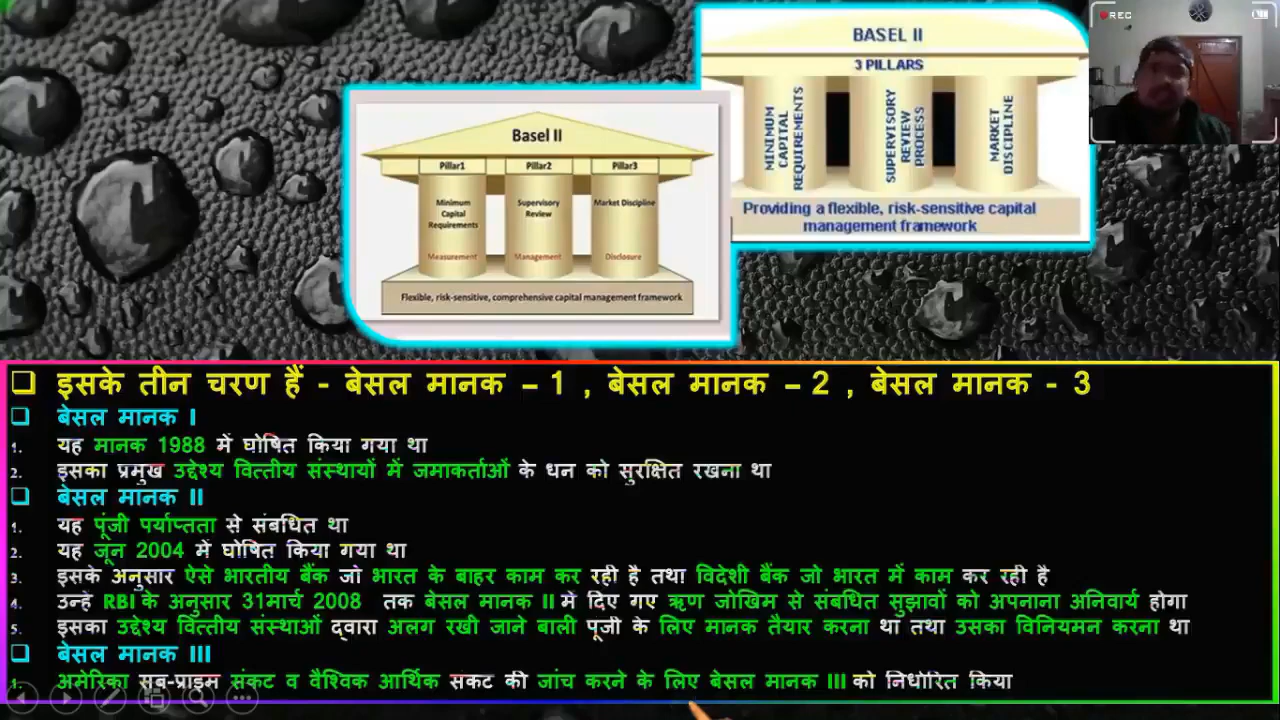 REC
BASEL II
3 PILLARS
MINIMUM CAPITAL REQUIREMENTS
SUPERVISORY REVIEW PROCESS
MARKET DISCIPLINE
Providing a flexible, risk-sensitive capital
management framework
Basel II
Pillar1 Pillar2 Pillar3
Minimum Capital Requirements
Supervisory Review
Market Discipline
Measurement Management Disclosure
Flexible, risk-sensitive, comprehensive capital management framework
इसके तीन चरण हैं - बेसल मानक – 1 , बेसल मानक – 2 , बेसल मानक - 3
बेसल मानक I
1. यह मानक 1988 में घोषित किया गया था
2. इसका प्रमुख उद्देश्य वित्तीय संस्थायों में जमाकर्ताओं के धन को सुरक्षित रखना था
बेसल मानक II
1. यह पूंजी पर्याप्तता से संबधित था
2. यह जून 2004 में घोषित किया गया था
3. इसके अनुसार ऐसे भारतीय बैंक जो भारत के बाहर काम कर रही है तथा विदेशी बैंक जो भारत में काम कर रही है
4. उन्हें RBI के अनुसार 31मार्च 2008 तक बेसल मानक II में दिए गए ऋण जोखिम से संबधित सुझावों को अपनाना अनिवार्य होगा
5. इसका उद्देश्य वित्तीय संस्थाओं द्वारा अलग रखी जाने बाली पूजी के लिए मानक तैयार करना था तथा उसका विनियमन करना था
बेसल मानक III
1. अमेरिका सब-प्राइम संकट व वैश्विक आर्थिक संकट की जांच करने के लिए बेसल मानक III को निर्धारित किया